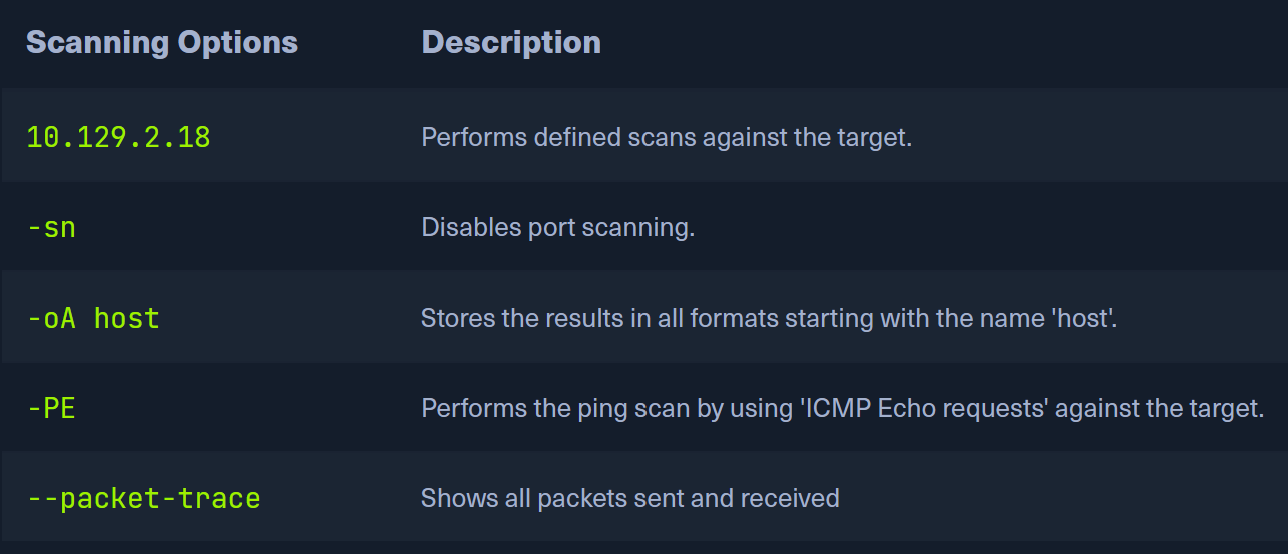 Scanning Options Description
10.129.2.18 Performs defined scans against the target.
-sn Disables port scanning.
-oA host Stores the results in all formats starting with the name 'host'.
-PE Performs the ping scan by using 'ICMP Echo requests' against the target.
--packet-trace Shows all packets sent and received